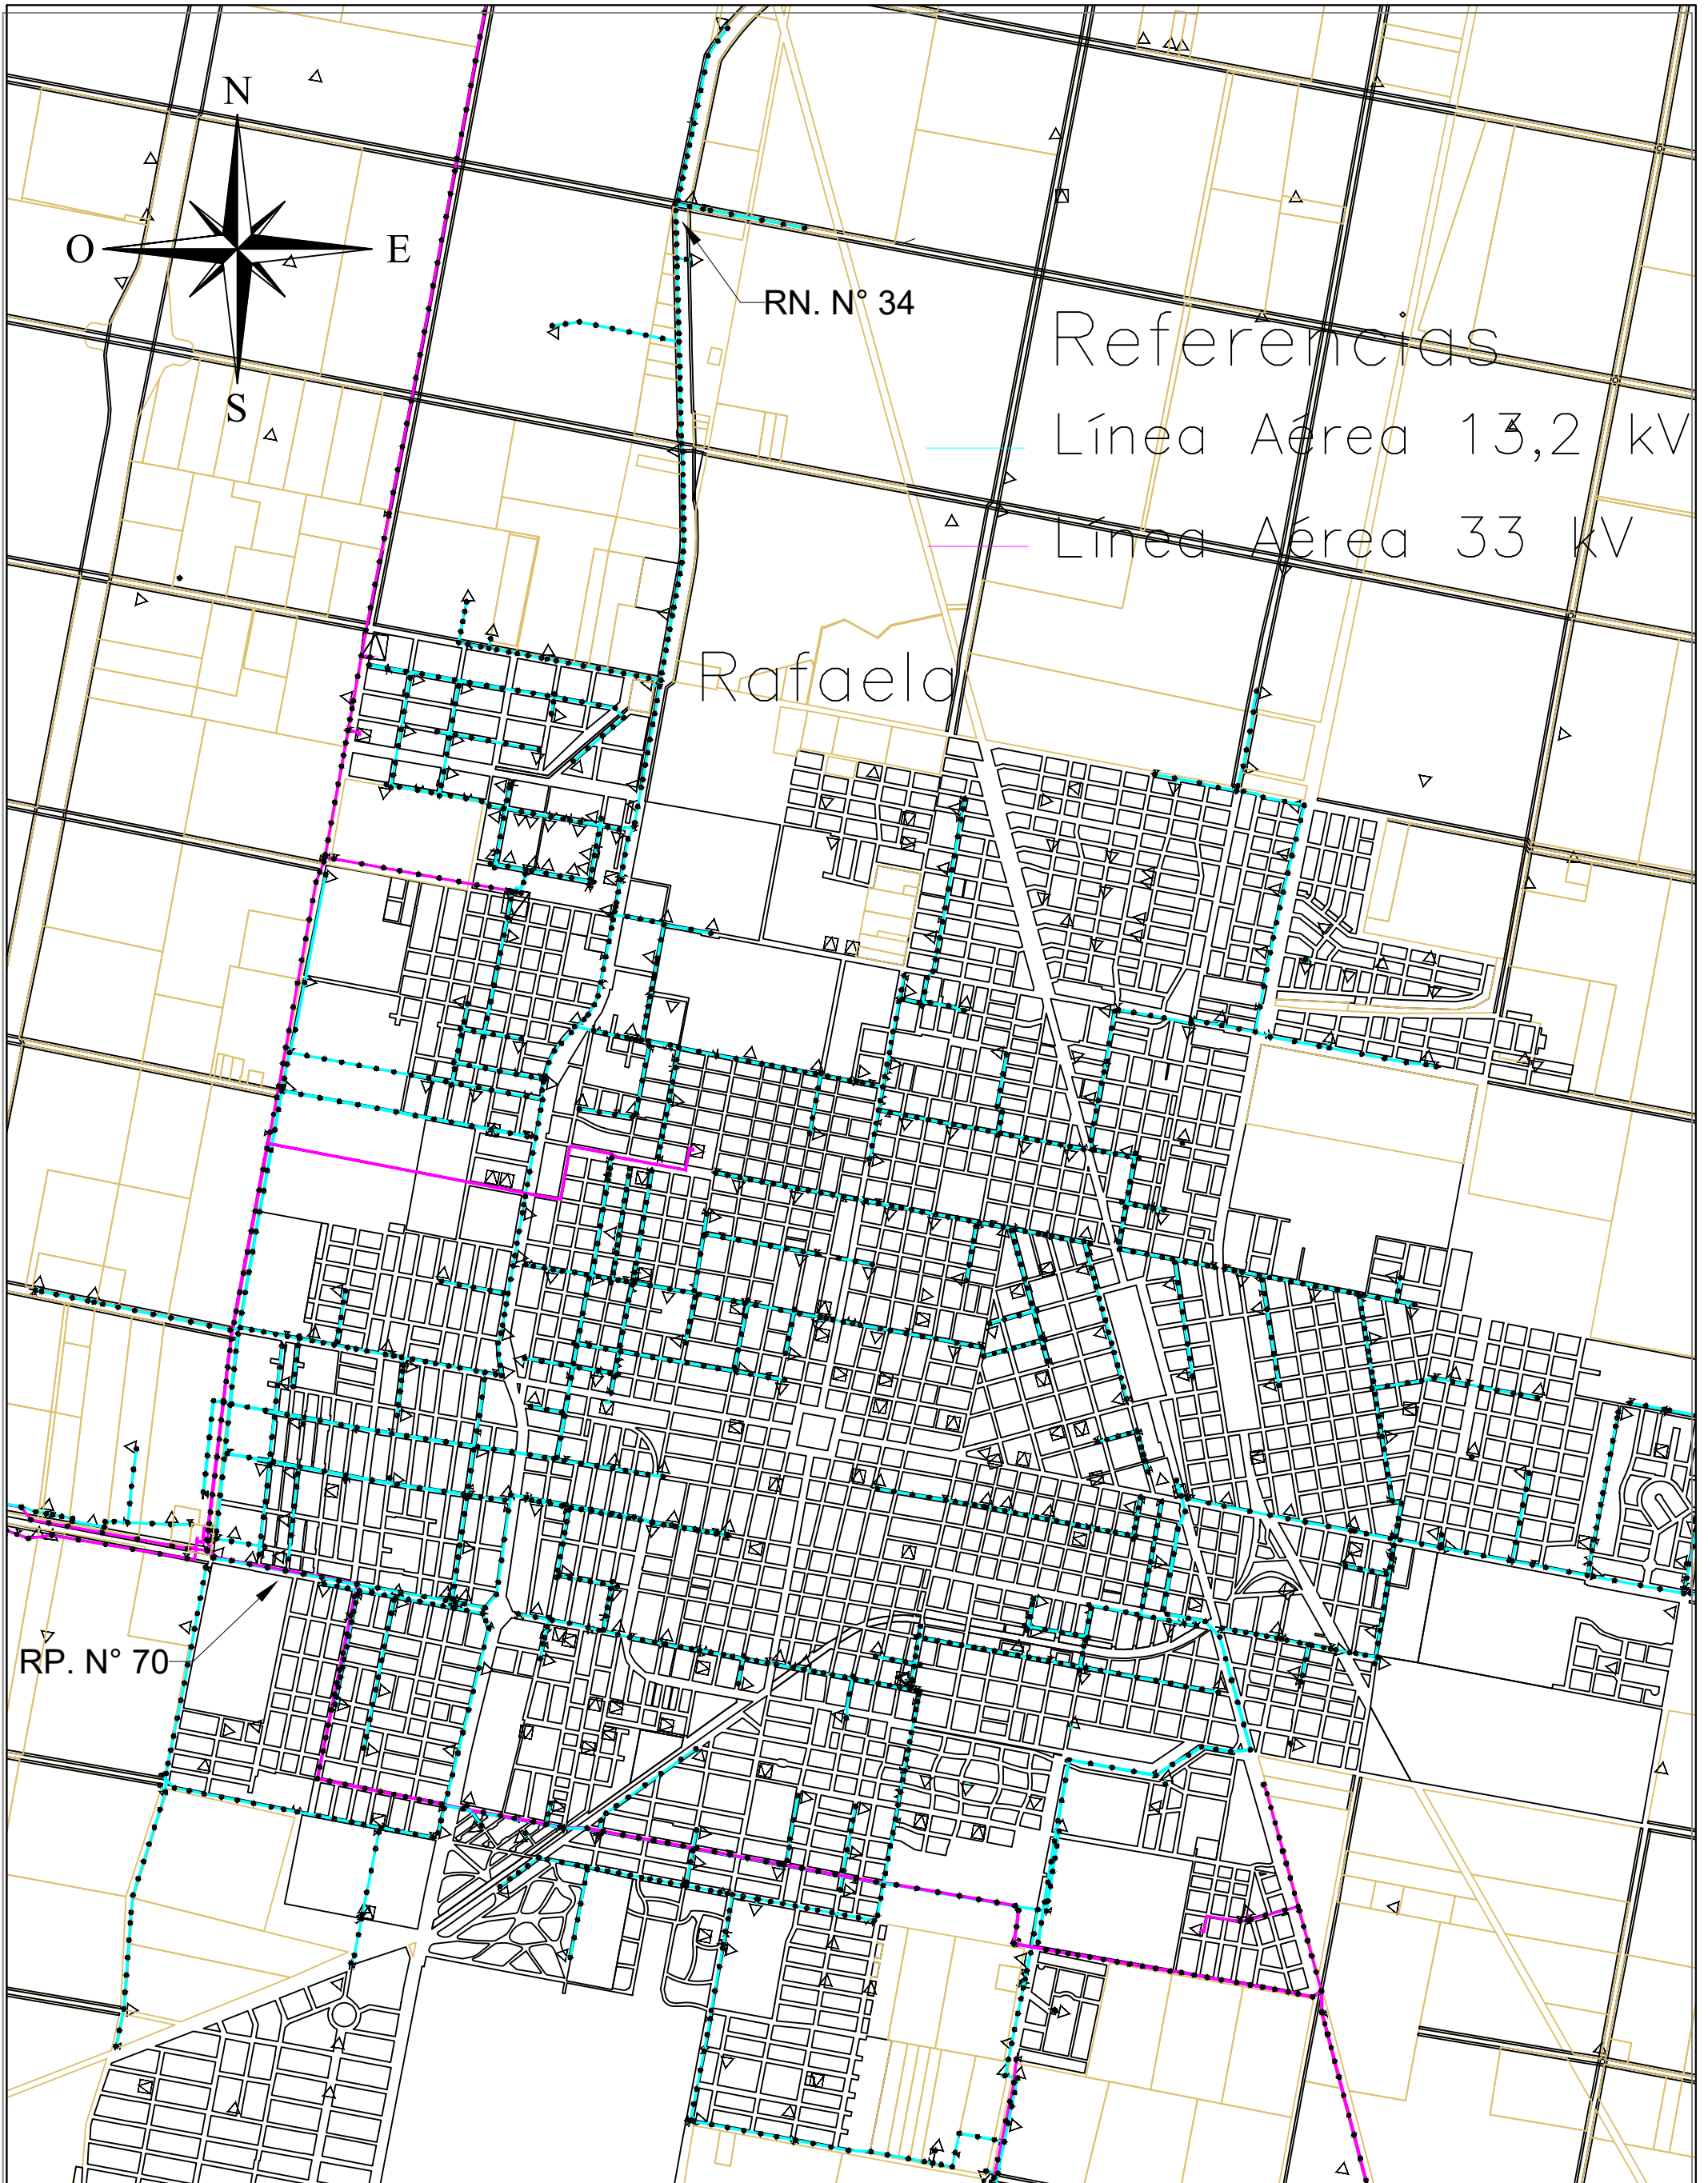 N
O
E
S
RN. N° 34
Referencias
Línea Aérea 13,2 kV
Línea Aérea 33 kV
Rafaela
RP. N° 70